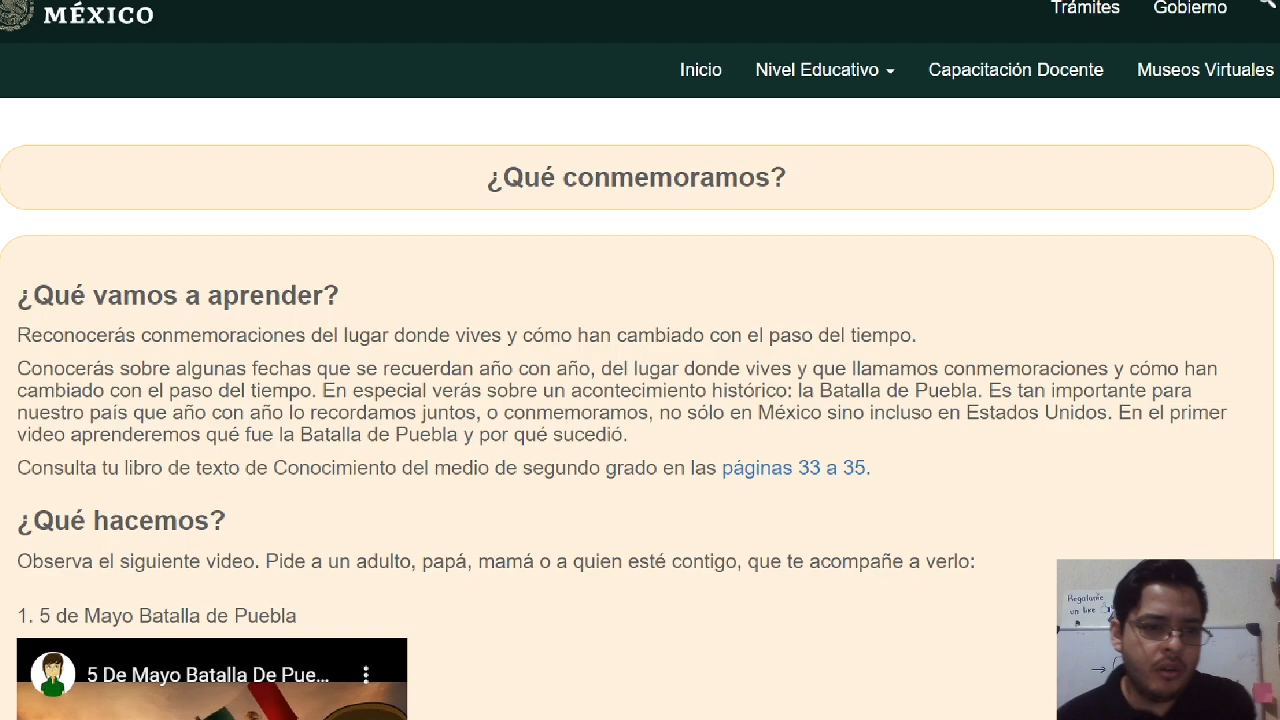 MÉXICO
Trámites Gobierno
Inicio Nivel Educativo Capacitación Docente Museos Virtuales
¿Qué conmemoramos?
¿Qué vamos a aprender?
Reconocerás conmemoraciones del lugar donde vives y cómo han cambiado con el paso del tiempo.
Conocerás sobre algunas fechas que se recuerdan año con año, del lugar donde vives y que llamamos conmemoraciones y cómo han
cambiado con el paso del tiempo. En especial verás sobre un acontecimiento histórico: la Batalla de Puebla. Es tan importante para
nuestro país que año con año lo recordamos juntos, o conmemoramos, no sólo en México sino incluso en Estados Unidos. En el primer
video aprenderemos qué fue la Batalla de Puebla y por qué sucedió.
Consulta tu libro de texto de Conocimiento del medio de segundo grado en las páginas 33 a 35.
¿Qué hacemos?
Observa el siguiente video. Pide a un adulto, papá, mamá o a quien esté contigo, que te acompañe a verlo:
1. 5 de Mayo Batalla de Puebla
5 De Mayo Batalla De Pue...
Regalame
un like